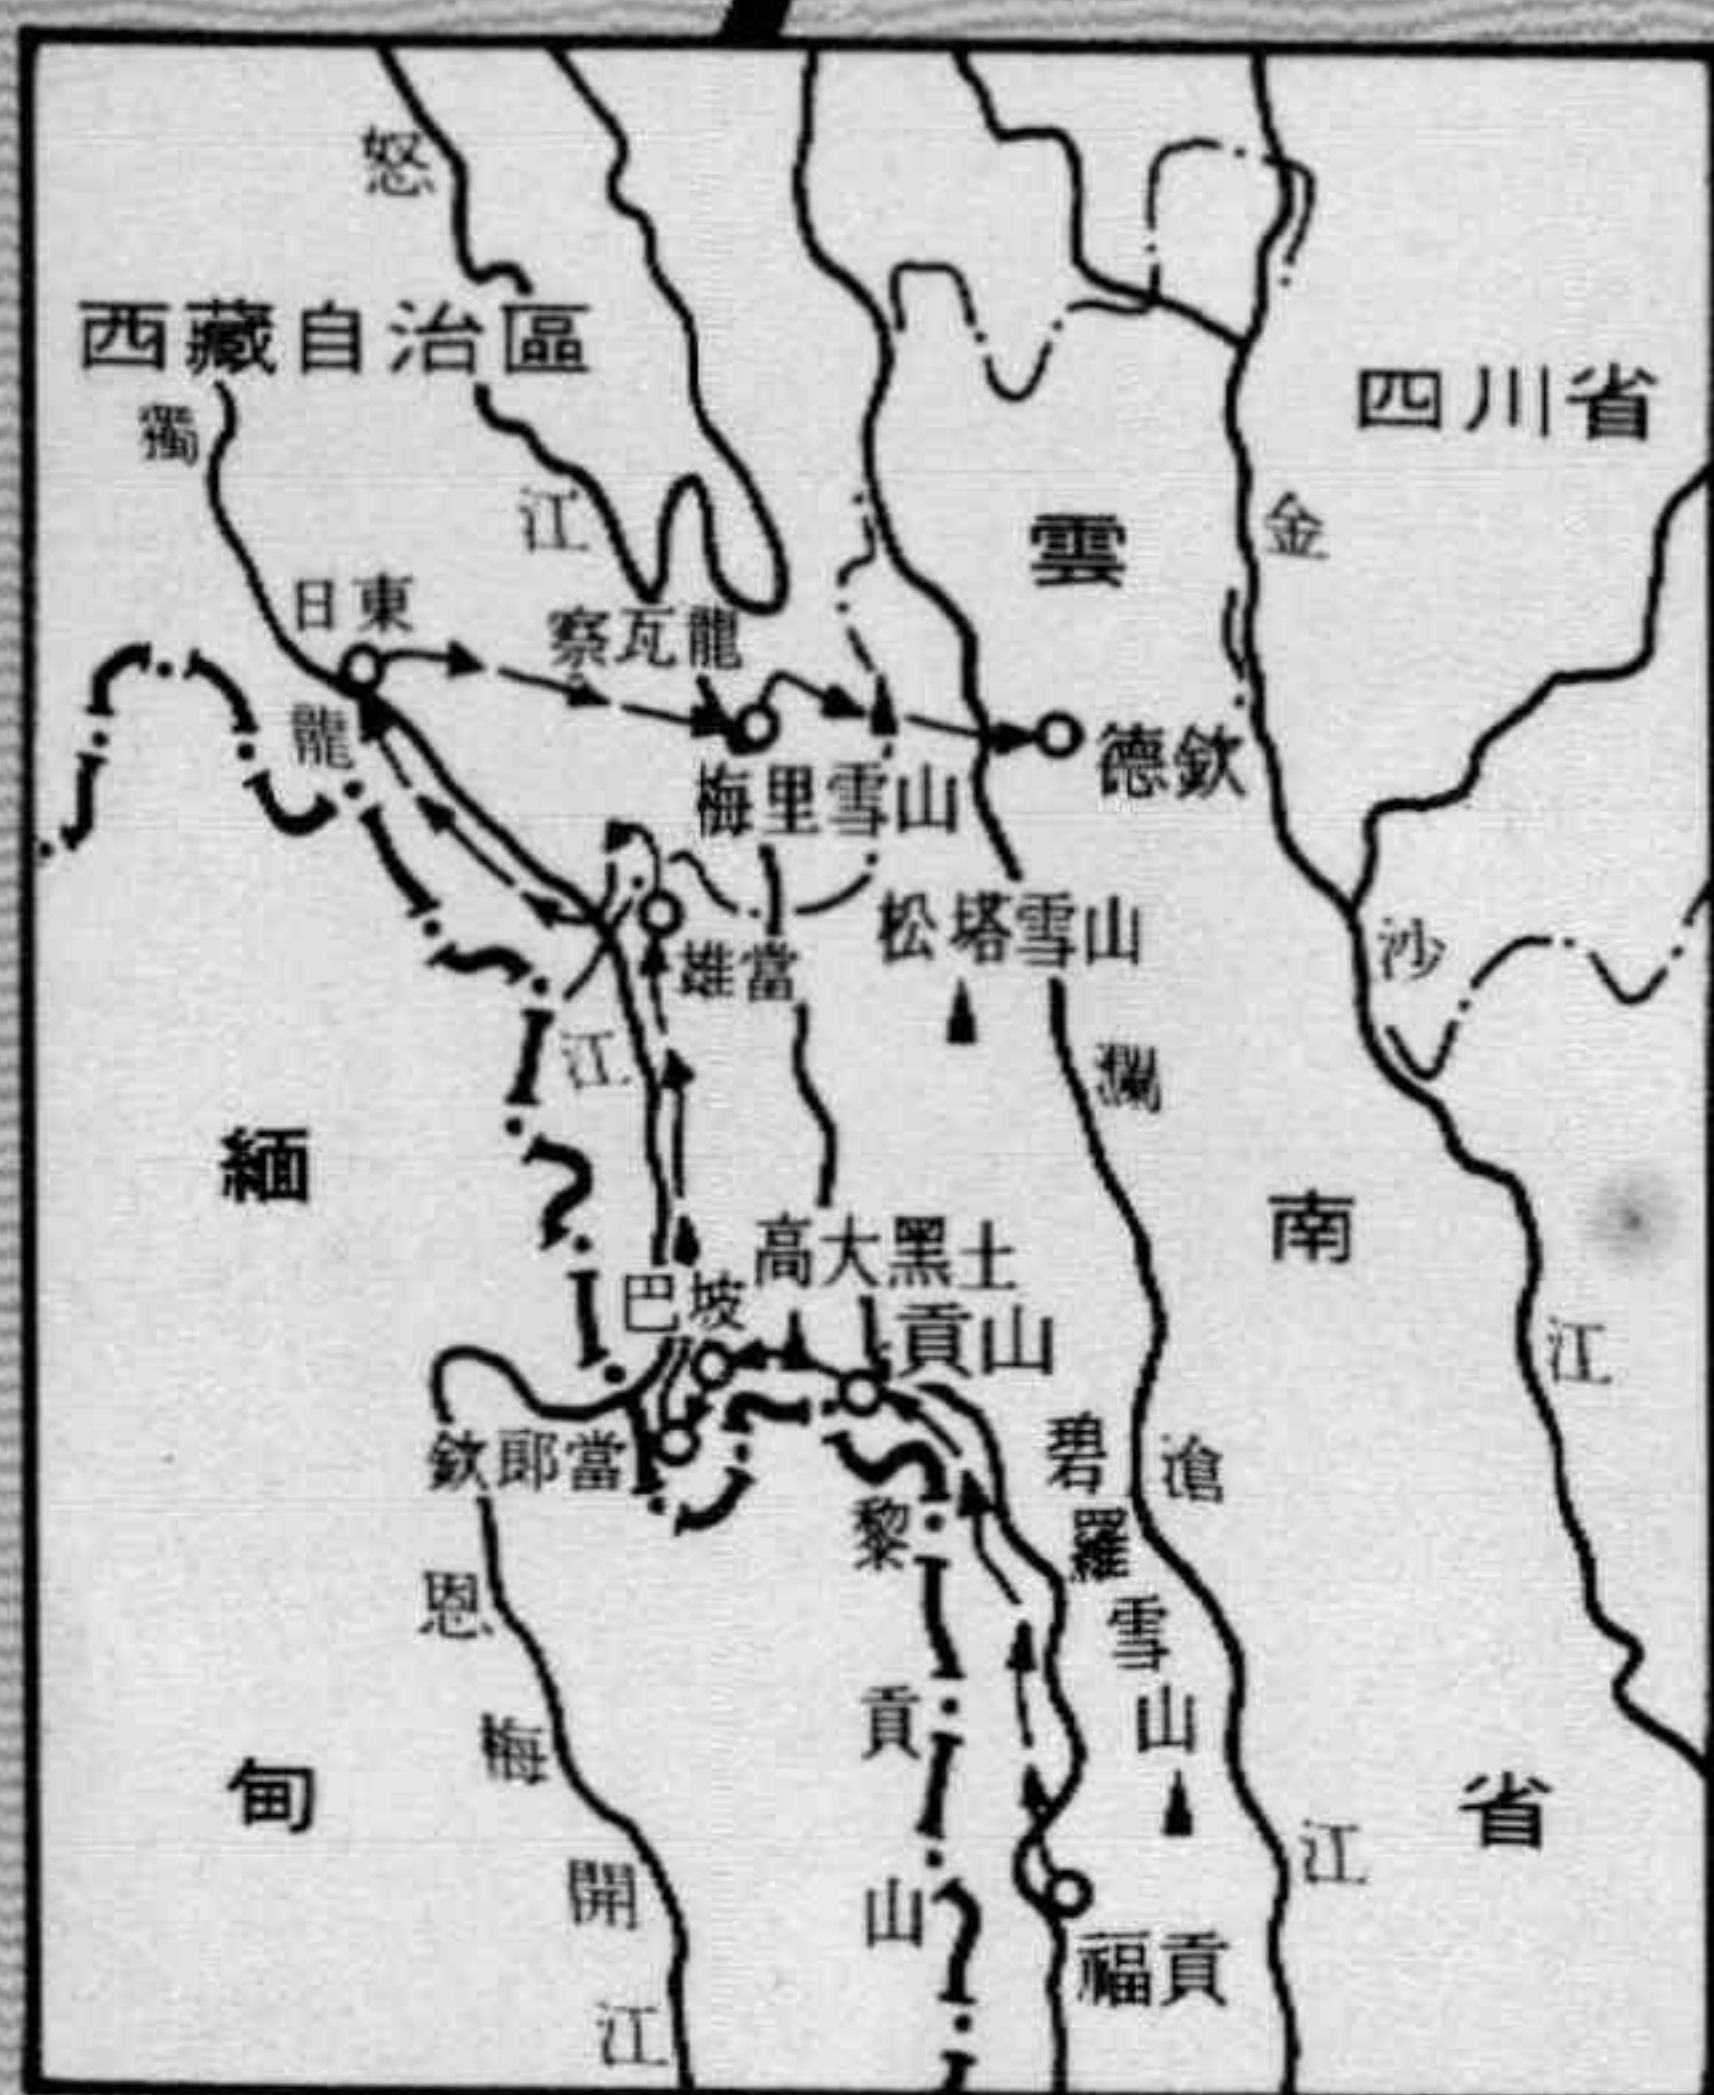 怒江
西藏自治區
四川省
獨龍江
雲南省
金沙江
日東
察瓦龍
德欽
梅里雪山
松塔雪山
雄當
瀾滄江
緬甸
高大黑土
巴坡
貢山
欽郎當
碧羅雪山
高黎貢山
恩梅開江
福貢